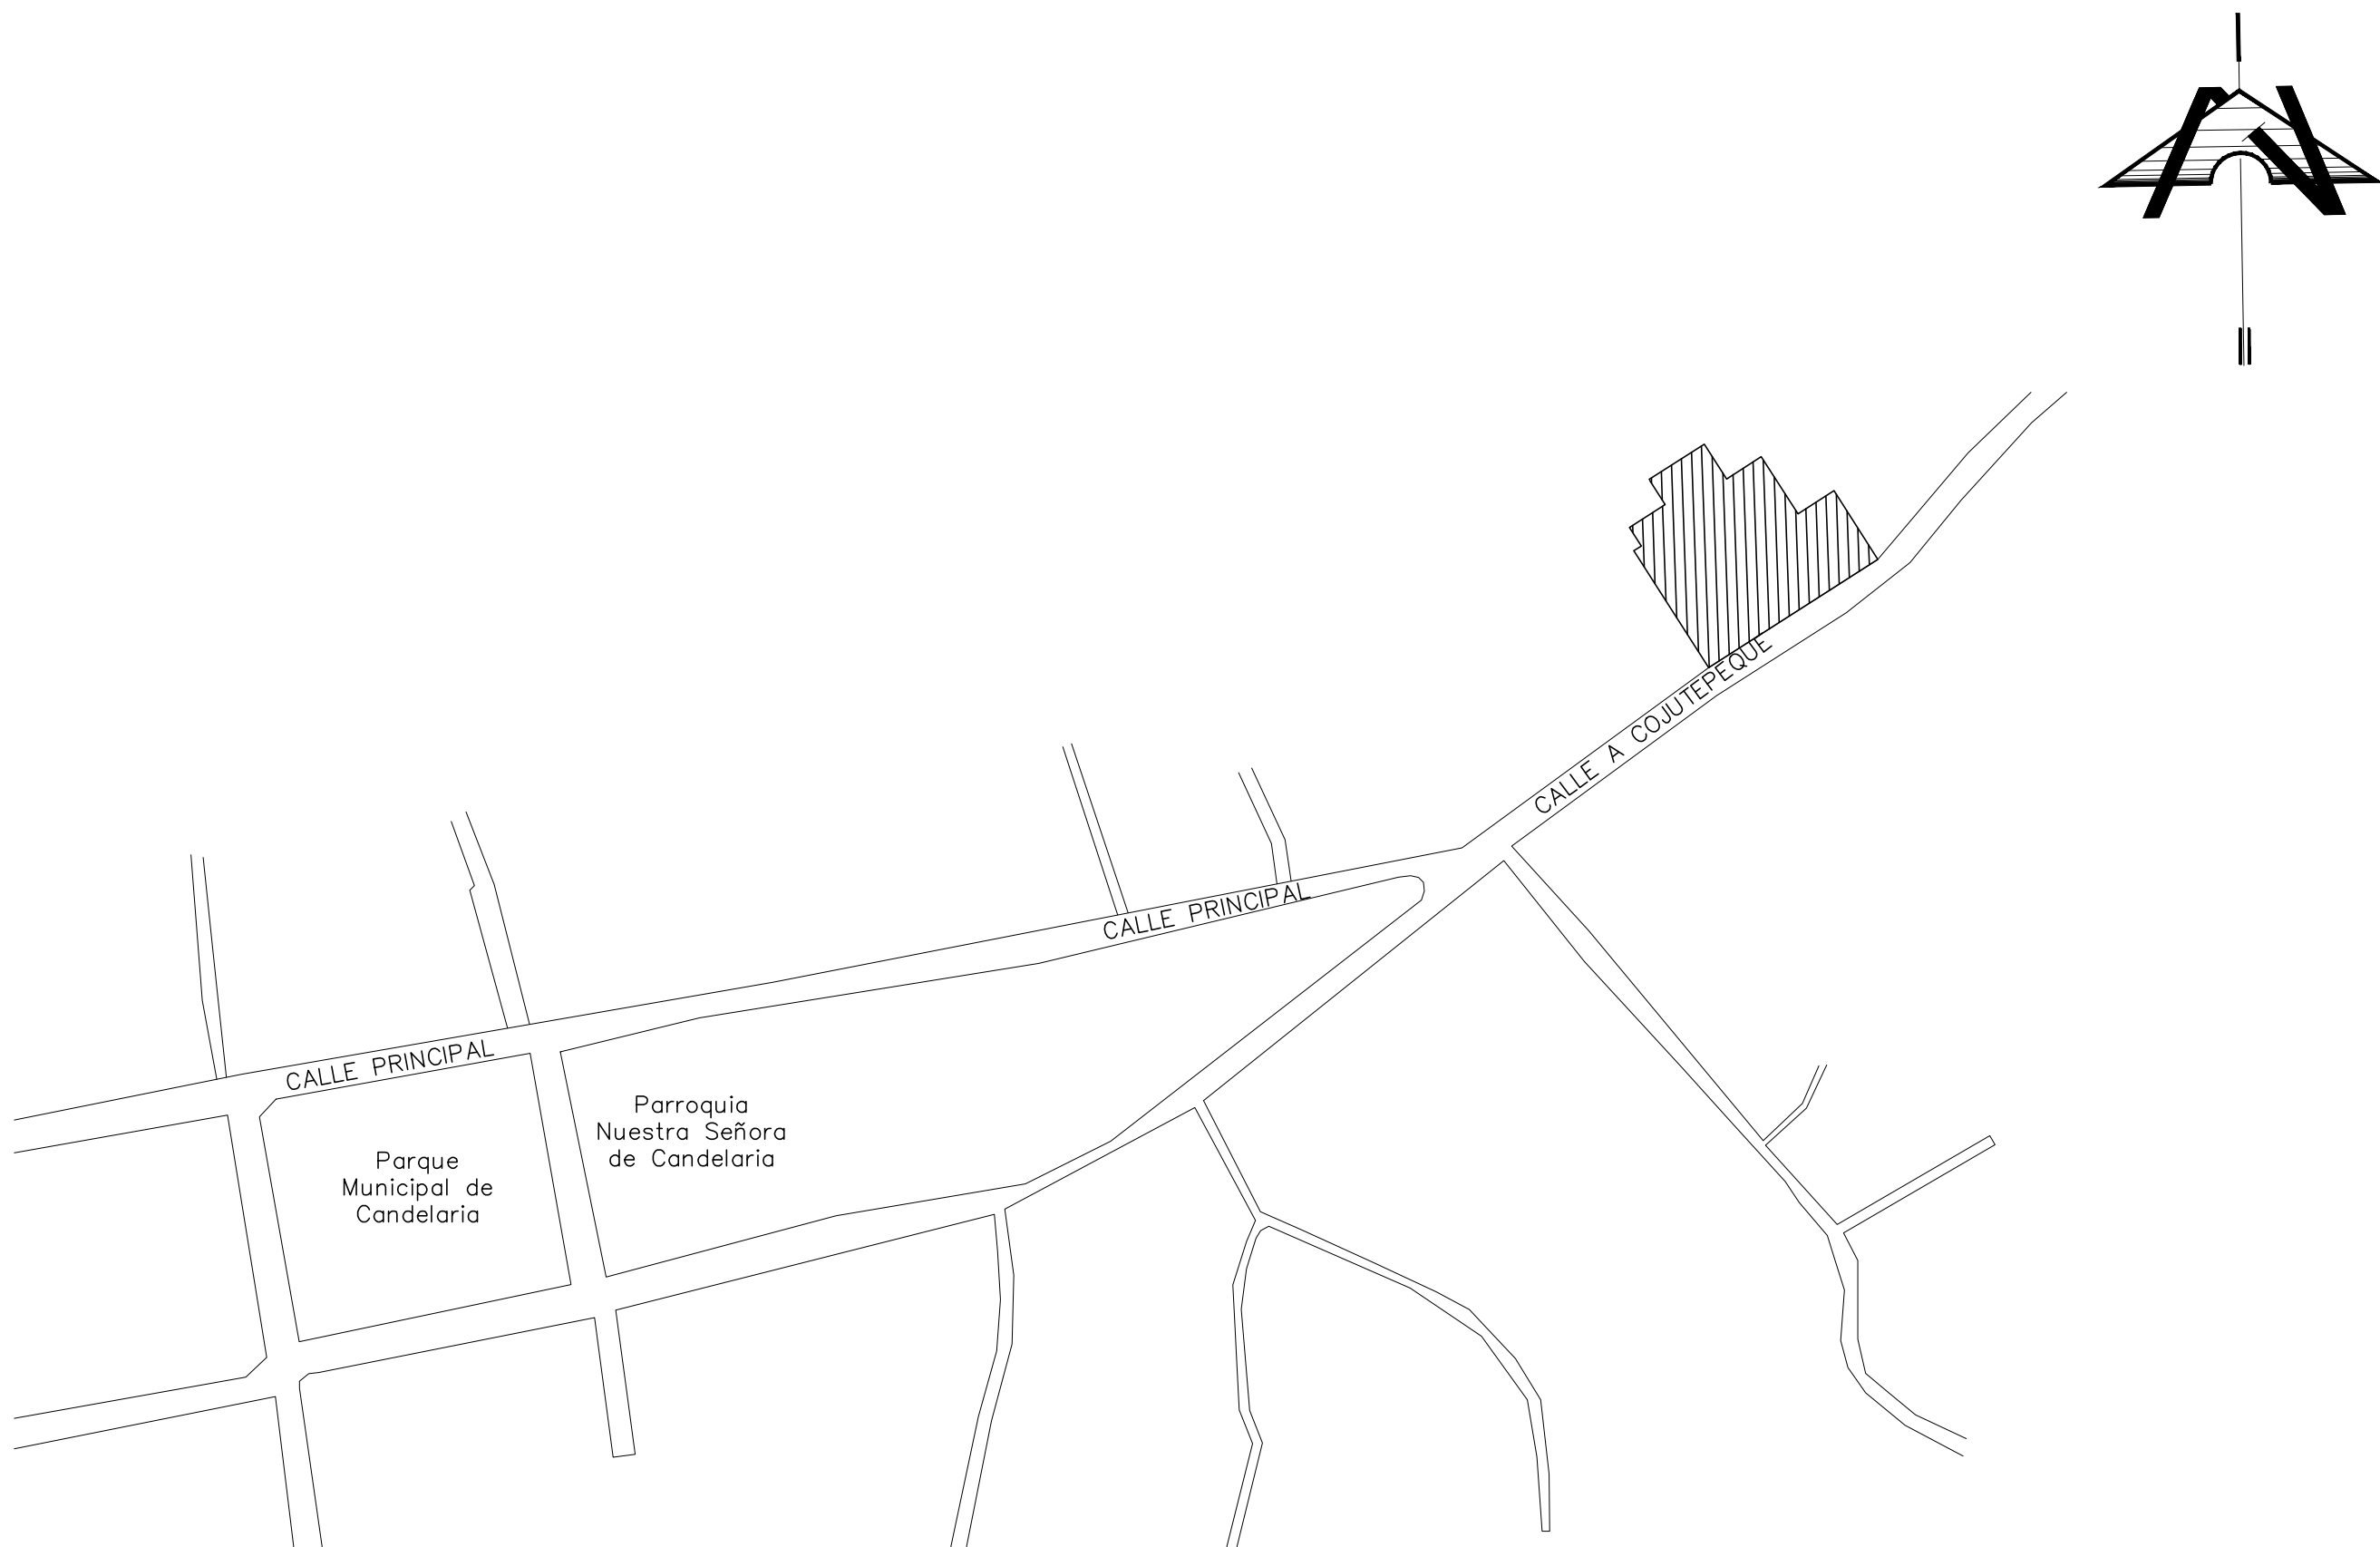 N
CALLE A COJUTEPEQUE
CALLE PRINCIPAL
CALLE PRINCIPAL
Parroquia
Nuestra Señora
de Candelaria
Parque
Municipal de
Candelaria